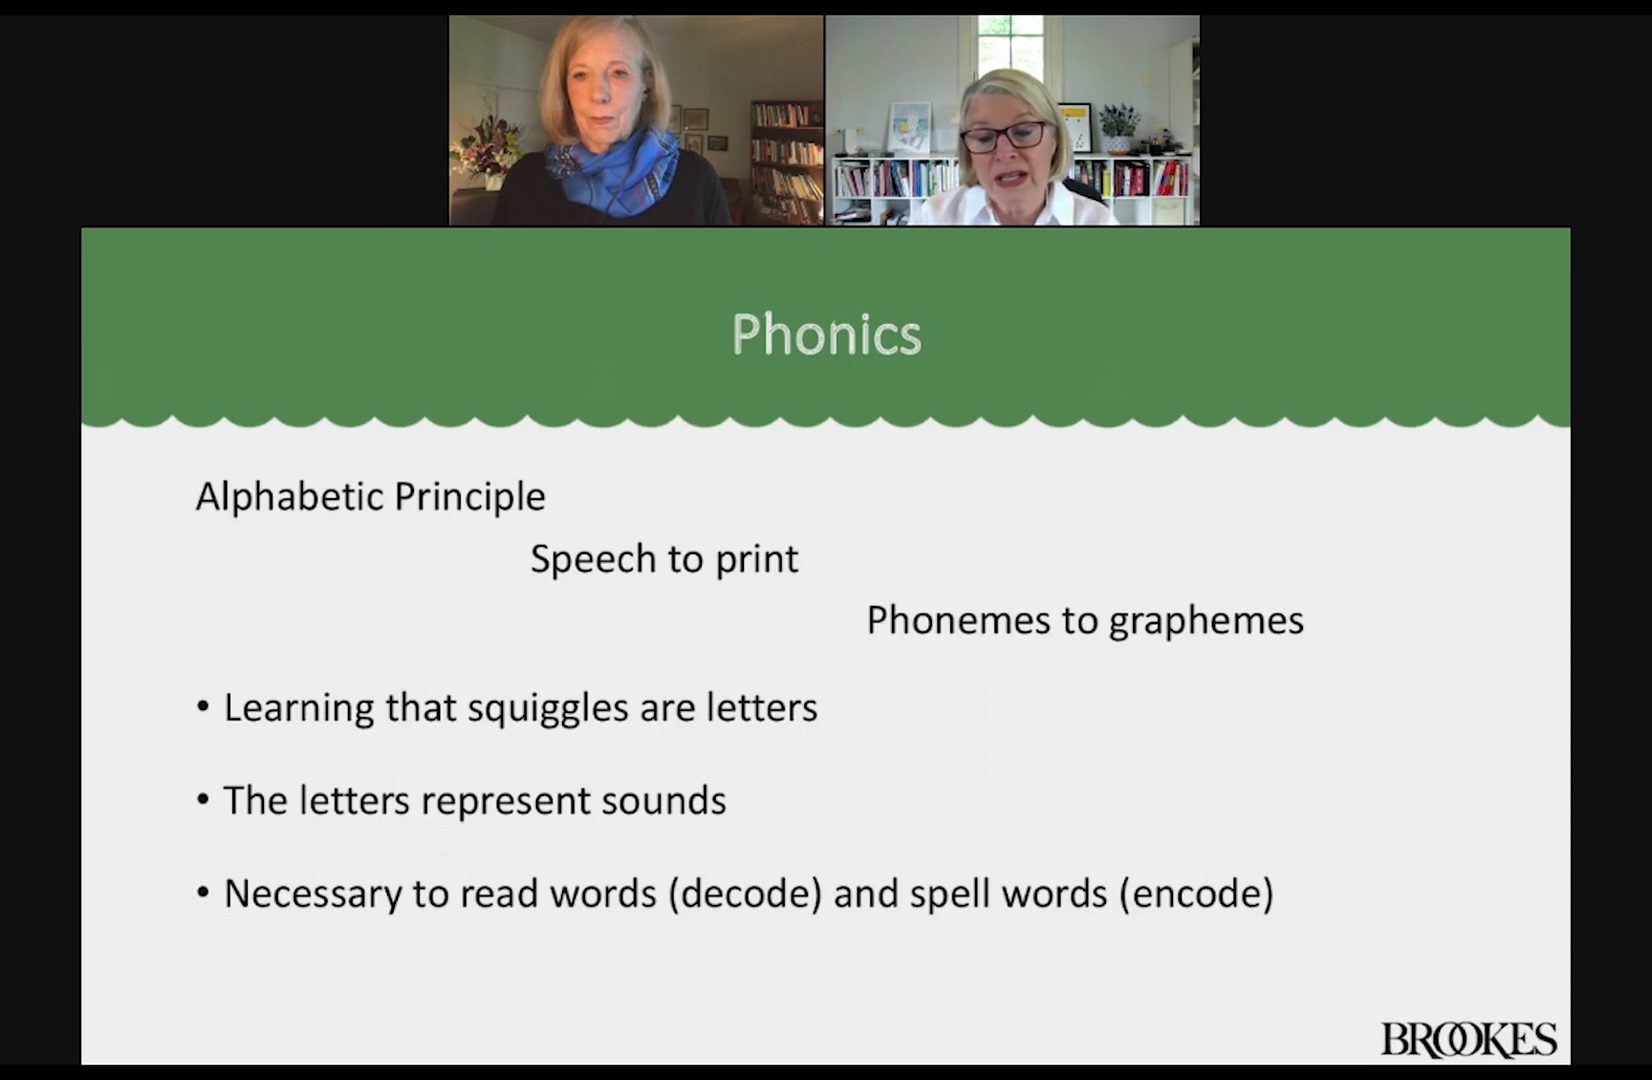 Phonics
Alphabetic Principle
Speech to print
Phonemes to graphemes
• Learning that squiggles are letters
• The letters represent sounds
• Necessary to read words (decode) and spell words (encode)
BROOKES